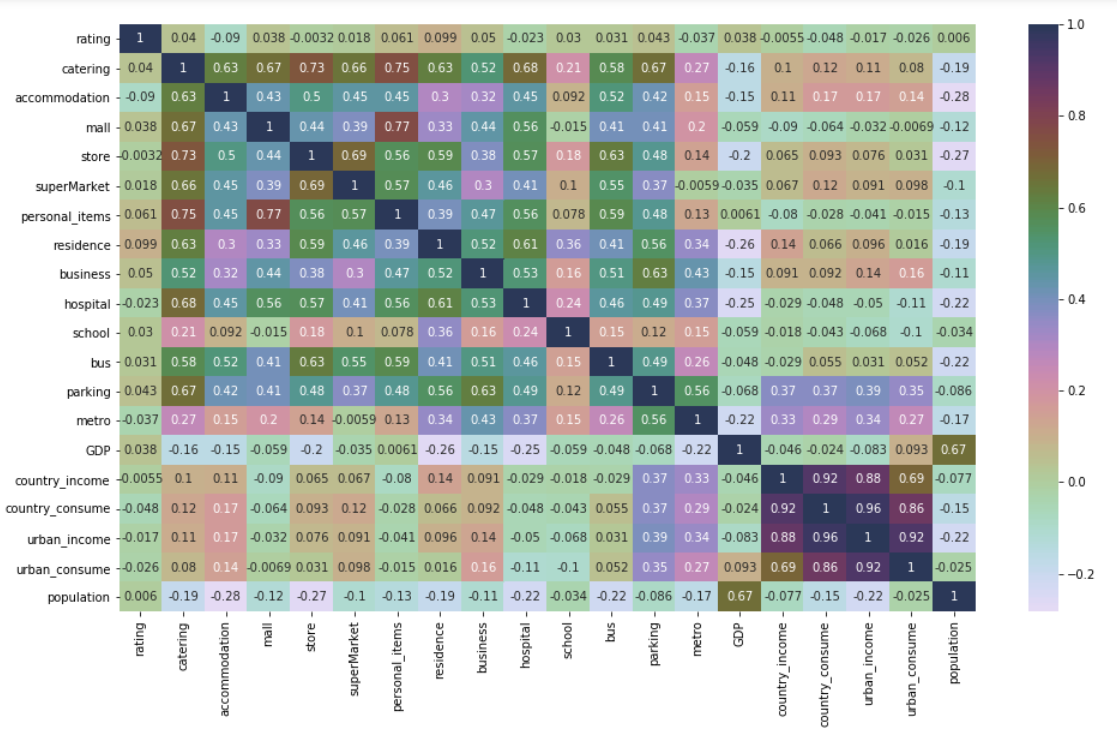 rating 1 0.04 -0.09 0.038 -0.0032 0.018 0.061 0.099 0.05 -0.023 0.03 0.031 0.043 -0.037 0.038 -0.0055 -0.048 -0.017 -0.026 0.006
catering 0.04 1 0.63 0.67 0.73 0.66 0.75 0.63 0.52 0.68 0.21 0.58 0.67 0.27 -0.16 0.1 0.12 0.11 0.08 -0.19
accommodation -0.09 0.63 1 0.43 0.5 0.45 0.45 0.3 0.32 0.45 0.092 0.52 0.42 0.15 -0.15 0.11 0.17 0.17 0.14 -0.28
mall 0.038 0.67 0.43 1 0.44 0.39 0.77 0.33 0.44 0.56 -0.015 0.41 0.41 0.2 -0.059 -0.09 -0.064 -0.032 -0.0069 -0.12
store -0.0032 0.73 0.5 0.44 1 0.69 0.56 0.59 0.38 0.57 0.18 0.63 0.48 0.14 -0.2 0.065 0.093 0.076 0.031 -0.27
superMarket 0.018 0.66 0.45 0.39 0.69 1 0.57 0.46 0.3 0.41 0.1 0.55 0.37 -0.0059 -0.035 0.067 0.12 0.091 0.098 -0.1
personal_items 0.061 0.75 0.45 0.77 0.56 0.57 1 0.39 0.47 0.56 0.078 0.59 0.48 0.13 0.0061 -0.08 -0.028 -0.041 -0.015 -0.13
residence 0.099 0.63 0.3 0.33 0.59 0.46 0.39 1 0.52 0.61 0.36 0.41 0.56 0.34 -0.26 0.14 0.066 0.096 0.016 -0.19
business 0.05 0.52 0.32 0.44 0.38 0.3 0.47 0.52 1 0.53 0.16 0.51 0.63 0.43 -0.15 0.091 0.092 0.14 0.16 -0.11
hospital -0.023 0.68 0.45 0.56 0.57 0.41 0.56 0.61 0.53 1 0.24 0.46 0.49 0.37 -0.25 -0.029 -0.048 -0.05 -0.11 -0.22
school 0.03 0.21 0.092 -0.015 0.18 0.1 0.078 0.36 0.16 0.24 1 0.15 0.12 0.15 -0.059 -0.018 -0.043 -0.068 -0.1 -0.034
bus 0.031 0.58 0.52 0.41 0.63 0.55 0.59 0.41 0.51 0.46 0.15 1 0.49 0.26 -0.048 -0.029 0.055 0.031 0.052 -0.22
parking 0.043 0.67 0.42 0.41 0.48 0.37 0.48 0.56 0.63 0.49 0.12 0.49 1 0.56 -0.068 0.37 0.37 0.39 0.35 -0.086
metro -0.037 0.27 0.15 0.2 0.14 -0.0059 0.13 0.34 0.43 0.37 0.15 0.26 0.56 1 -0.22 0.33 0.29 0.34 0.27 -0.17
GDP 0.038 -0.16 -0.15 -0.059 -0.2 -0.035 0.0061 -0.26 -0.15 -0.25 -0.059 -0.048 -0.068 -0.22 1 -0.046 -0.024 -0.083 0.093 0.67
country_income -0.0055 0.1 0.11 -0.09 0.065 0.067 -0.08 0.14 0.091 -0.029 -0.018 -0.029 0.37 0.33 -0.046 1 0.92 0.88 0.69 -0.077
country_consume -0.048 0.12 0.17 -0.064 0.093 0.12 -0.028 0.066 0.092 -0.048 -0.043 0.055 0.37 0.29 -0.024 0.92 1 0.96 0.86 -0.15
urban_income -0.017 0.11 0.17 -0.032 0.076 0.091 -0.041 0.096 0.14 -0.05 -0.068 0.031 0.39 0.34 -0.083 0.88 0.96 1 0.92 -0.22
urban_consume -0.026 0.08 0.14 -0.0069 0.031 0.098 -0.015 0.016 0.16 -0.11 -0.1 0.052 0.35 0.27 0.093 0.69 0.86 0.92 1 -0.025
population 0.006 -0.19 -0.28 -0.12 -0.27 -0.1 -0.13 -0.19 -0.11 -0.22 -0.034 -0.22 -0.086 -0.17 0.67 -0.077 -0.15 -0.22 -0.025 1
rating
catering
accommodation
mall
store
superMarket
personal_items
residence
business
hospital
school
bus
parking
metro
GDP
country_income
country_consume
urban_income
urban_consume
population
1.0
0.8
0.6
0.4
0.2
0.0
−0.2